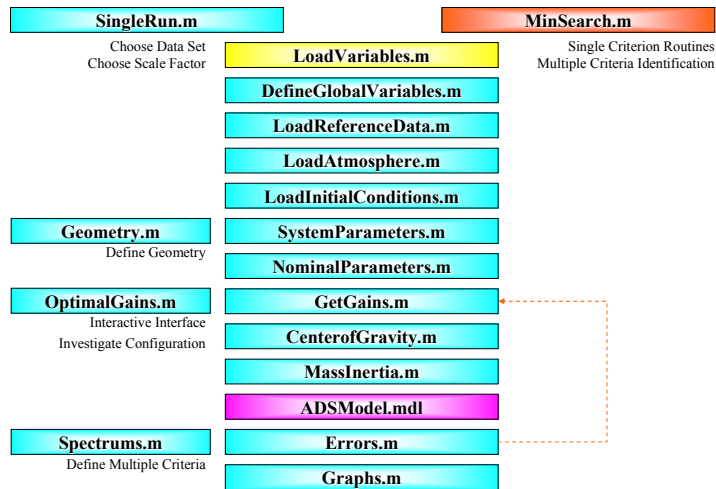 SingleRun.m
MinSearch.m
Choose Data Set
Choose Scale Factor
Single Criterion Routines
Multiple Criteria Identification
LoadVariables.m
DefineGlobalVariables.m
LoadReferenceData.m
LoadAtmosphere.m
LoadInitialConditions.m
Geometry.m
Define Geometry
SystemParameters.m
NominalParameters.m
OptimalGains.m
Interactive Interface
Investigate Configuration
GetGains.m
CenterofGravity.m
MassInertia.m
ADSModel.mdl
Spectrums.m
Define Multiple Criteria
Errors.m
Graphs.m